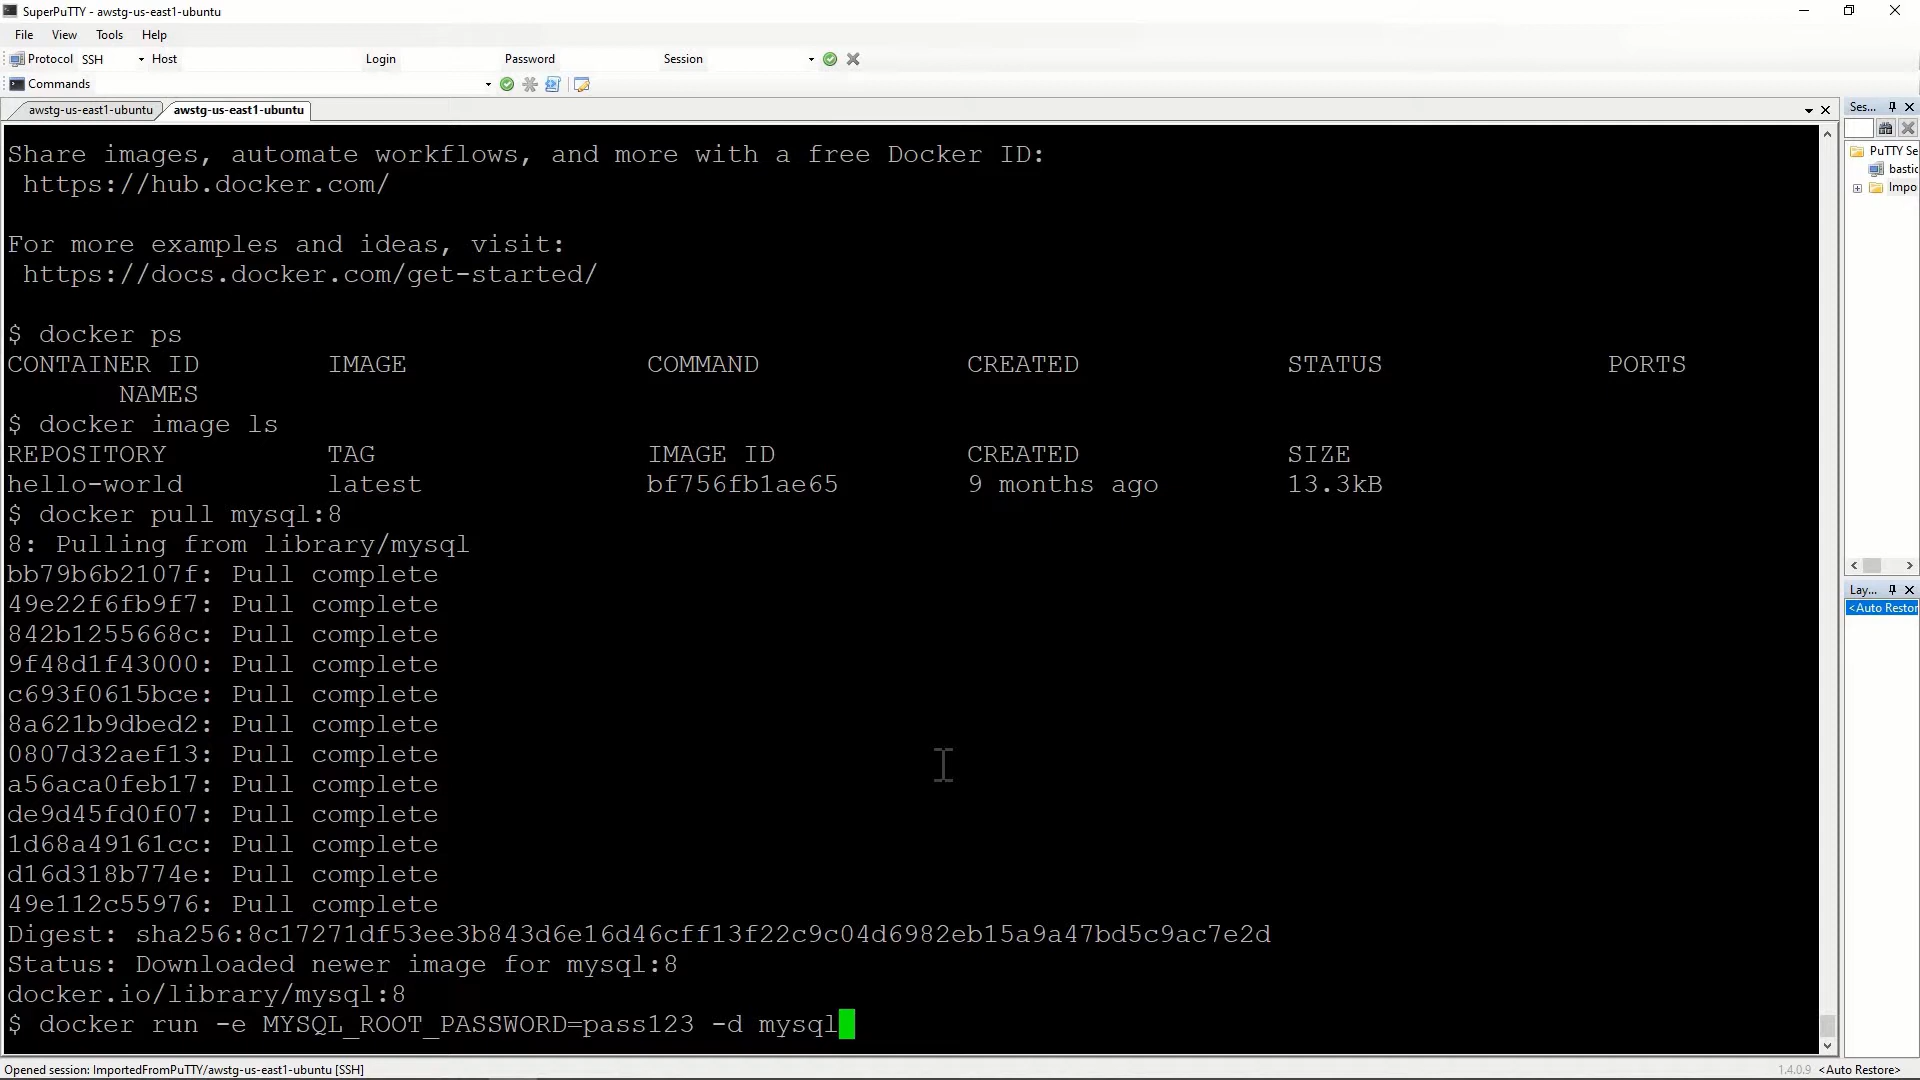 SuperPuTTY - awstg-us-east1-ubuntu
File View Tools Help
Protocol SSH Host Login Password Session
Commands
awstg-us-east1-ubuntu awstg-us-east1-ubuntu
Ses...
Share images, automate workflows, and more with a free Docker ID:
https://hub.docker.com/
PuTTY Se
bastic
Impo
For more examples and ideas, visit:
https://docs.docker.com/get-started/
$ docker ps
CONTAINER ID IMAGE COMMAND CREATED STATUS PORTS
NAMES
$ docker image ls
REPOSITORY TAG IMAGE ID CREATED SIZE
hello-world latest bf756fb1ae65 9 months ago 13.3kB
$ docker pull mysql:8
8: Pulling from library/mysql
bb79b6b2107f: Pull complete
49e22f6fb9f7: Pull complete
842b1255668c: Pull complete
9f48d1f43000: Pull complete
c693f0615bce: Pull complete
8a621b9dbed2: Pull complete
0807d32aef13: Pull complete
a56aca0feb17: Pull complete
de9d45fd0f07: Pull complete
1d68a49161cc: Pull complete
d16d318b774e: Pull complete
49e112c55976: Pull complete
Digest: sha256:8c17271df53ee3b843d6e16d46cff13f22c9c04d6982eb15a9a47bd5c9ac7e2d
Status: Downloaded newer image for mysql:8
docker.io/library/mysql:8
$ docker run -e MYSQL_ROOT_PASSWORD=pass123 -d mysql
Lay...
<Auto Restor
Opened session: ImportedFromPuTTY/awstg-us-east1-ubuntu [SSH]
1.4.0.9 <Auto Restore>